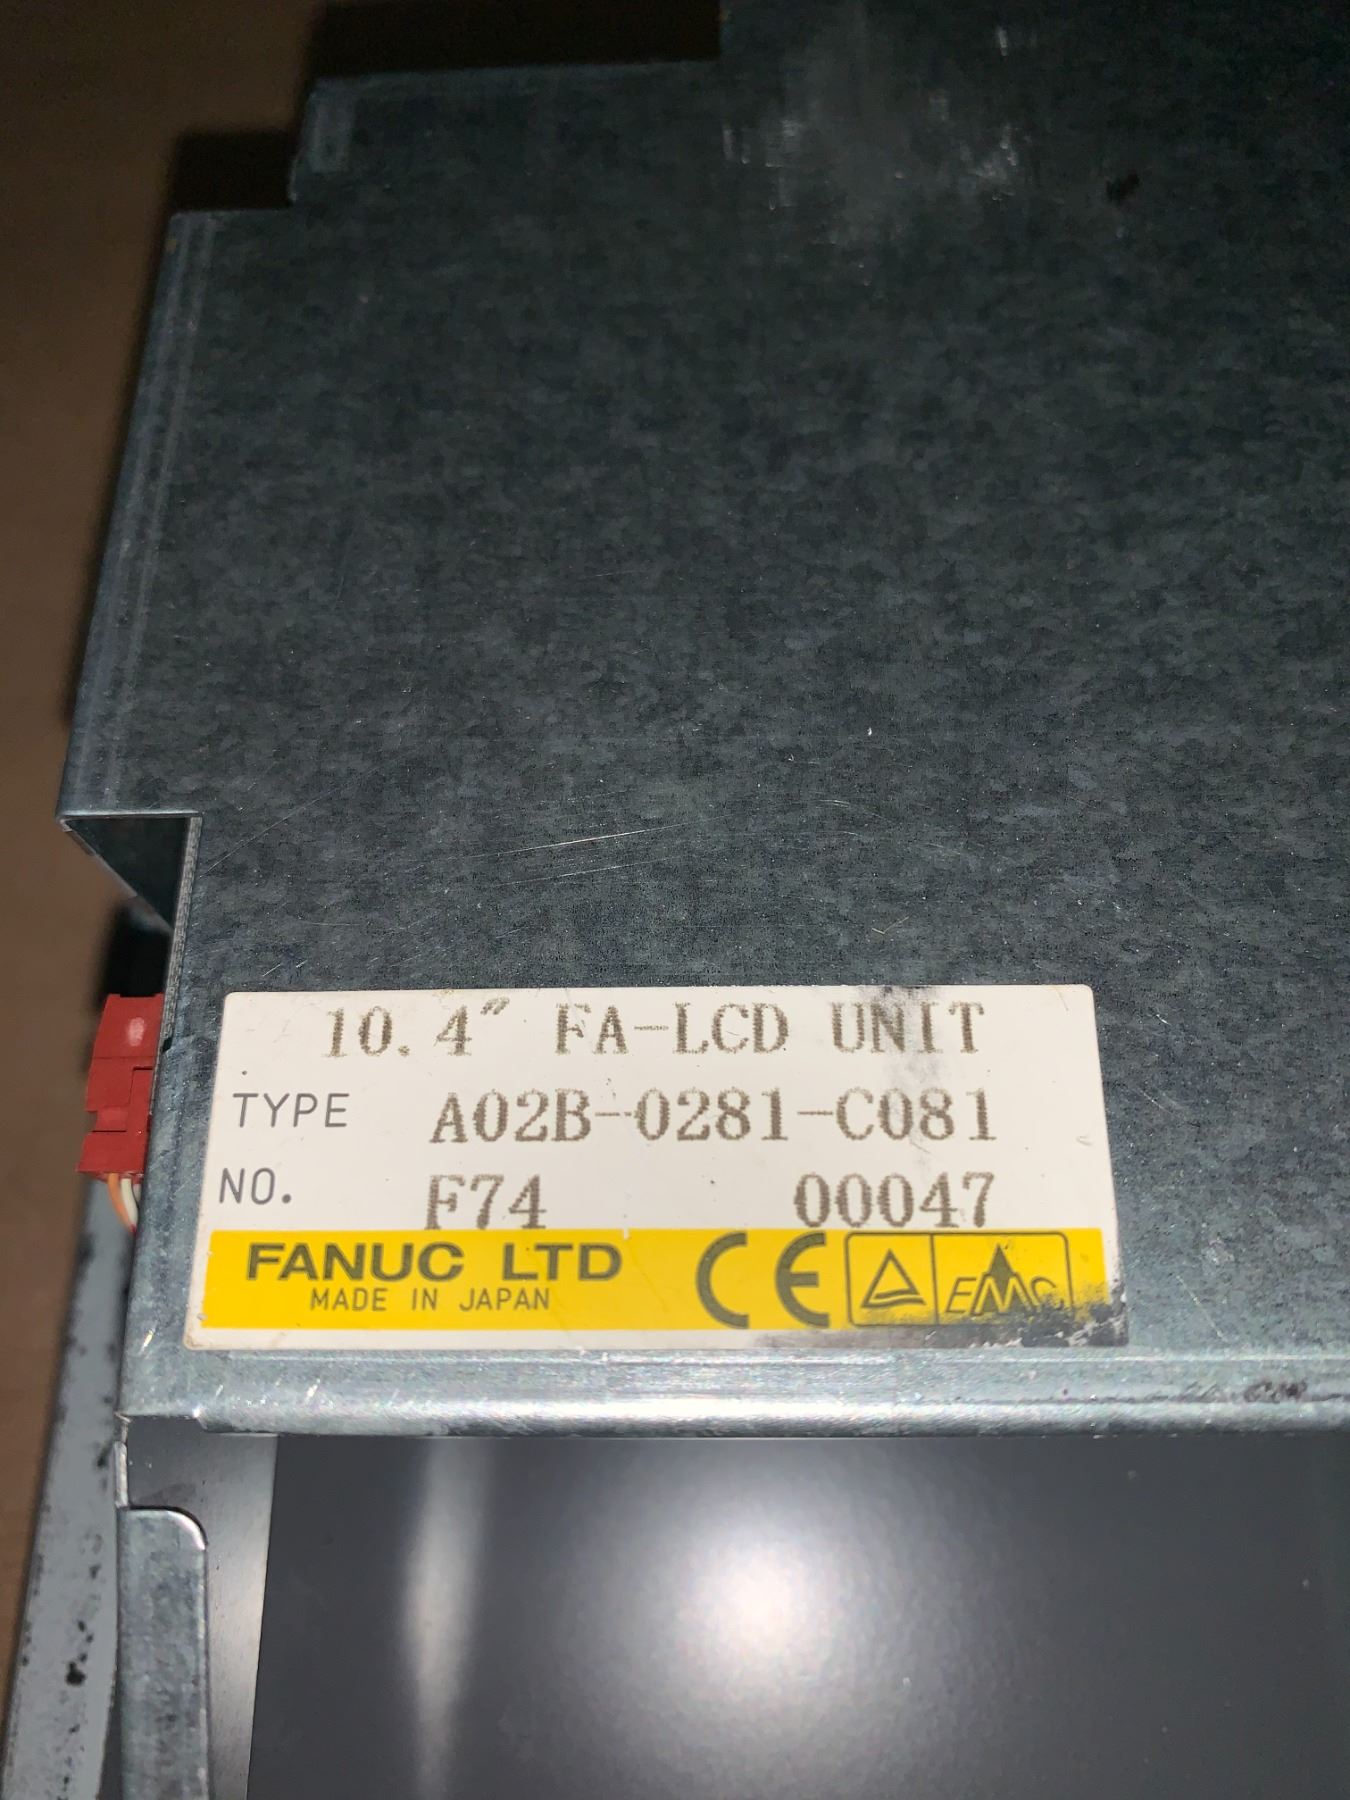 10.4" FA-LCD UNIT
TYPE A02B-0281-C081
NO. F74 00047
FANUC LTD CE EMC
MADE IN JAPAN